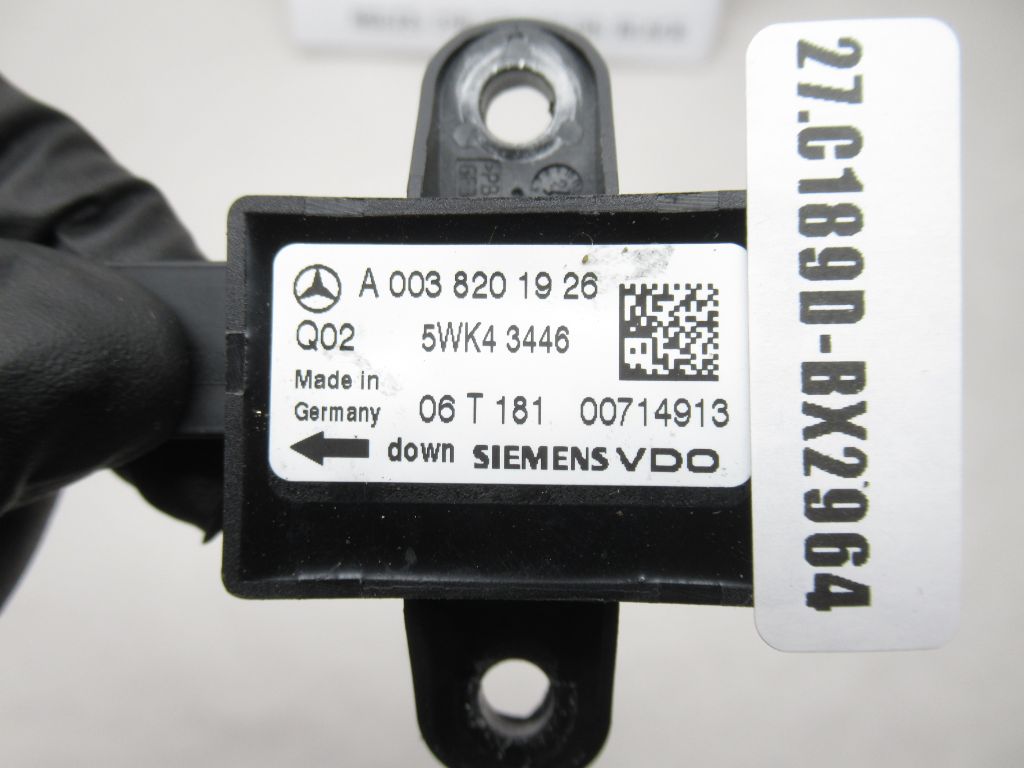 A 003 820 19 26
Q02 5WK4 3446
Made in
Germany 06 T 181 00714913
down SIEMENS VDO
27.C189D-BX2964